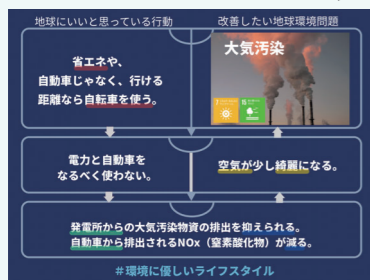 地球にいいと思っている行動
改善したい地球環境問題
省エネや、
自動車じゃなく、行ける
距離なら自転車を使う。
大気汚染
電力と自動車を
なるべく使わない。
空気が少し綺麗になる。
発電所からの大気汚染物資の排出を抑えられる。
自動車から排出されるNOx（窒素酸化物）が減る。
＃環境に優しいライフスタイル